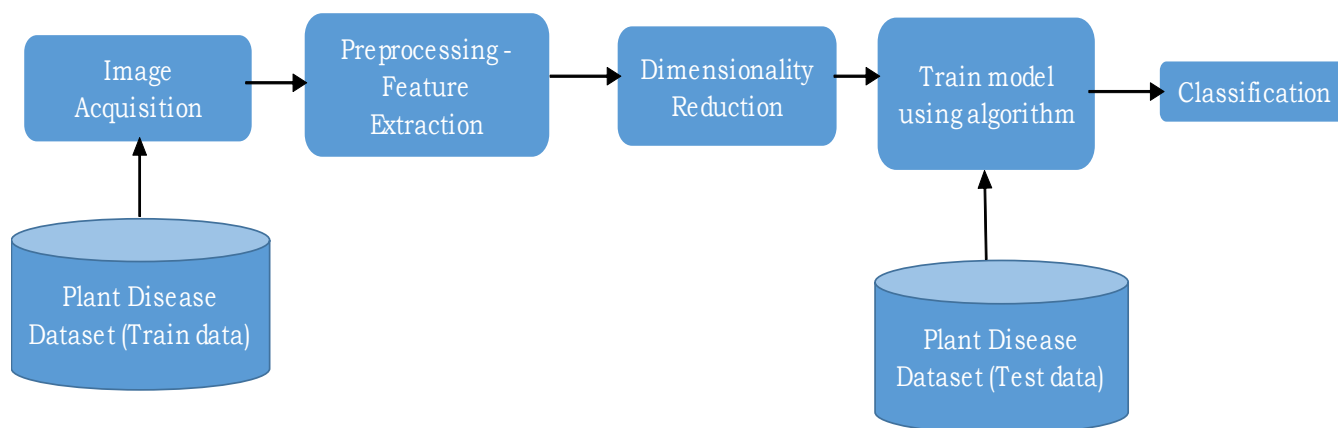 Image
Acquisition
Preprocessing -
Feature
Extraction
Dimensionality
Reduction
Train model
using algorithm
Classification
Plant Disease
Dataset (Train data)
Plant Disease
Dataset (Test data)